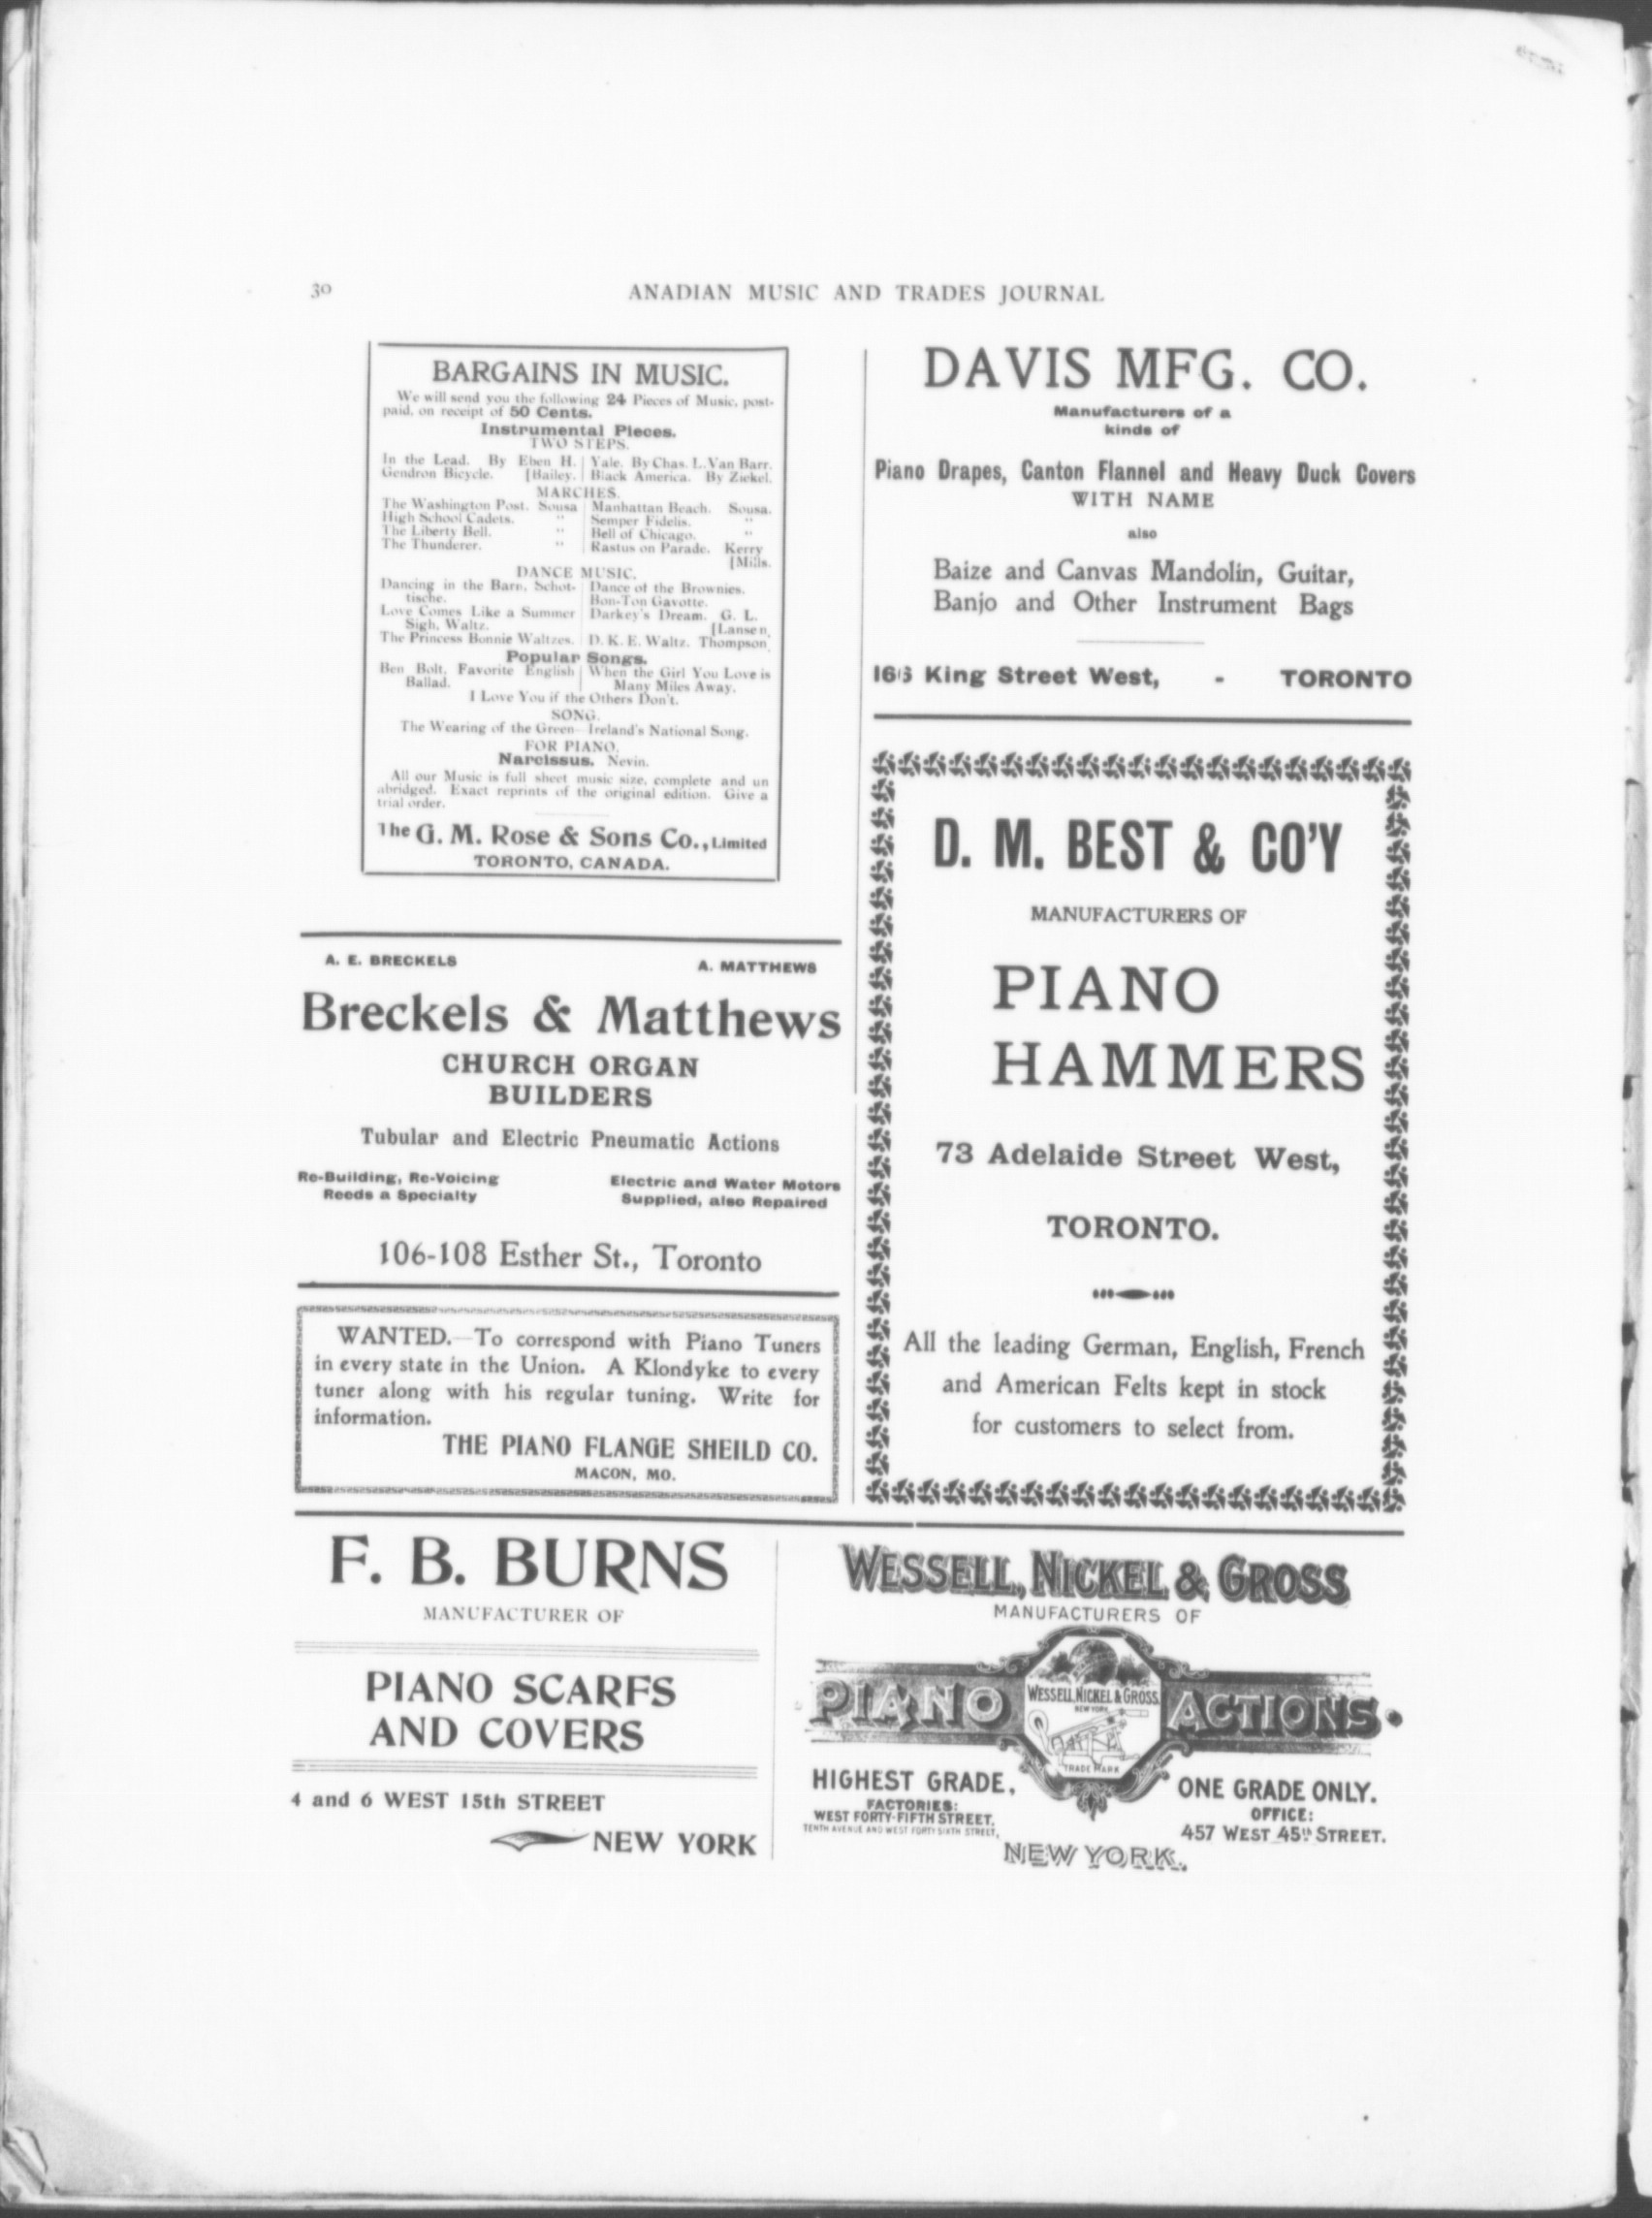 30
ANADIAN MUSIC AND TRADES JOURNAL
BARGAINS IN MUSIC.
We will send you the following 24 Pieces of Music, post-
paid, on receipt of 50 Cents.
Instrumental Pieces.
TWO STEPS.
In the Lead. By Eben H.
Gendron Bicycle. [Bailey.
Yale. By Chas. L. Van Barr.
Black America. By Zickel.
MARCHES.
The Washington Post. Sousa
High School Cadets. "
The Liberty Bell. "
The Thunderer. "
Manhattan Beach. Sousa.
Semper Fidelis. "
Bell of Chicago. "
Rastus on Parade. Kerry
[Mills.
DANCE MUSIC.
Dancing in the Barn, Schot-
tische.
Love Comes Like a Summer
Sigh, Waltz.
The Princess Bonnie Waltzes.
Dance of the Brownies.
Bon-Ton Gavotte.
Darkey's Dream. G. L.
[Lansen,
D. K. E. Waltz. Thompson,
Popular Songs.
Ben Bolt, Favorite English
Ballad.
When the Girl You Love is
Many Miles Away.
I Love You if the Others Don't.
SONG.
The Wearing of the Green—Ireland's National Song.
FOR PIANO.
Narcissus. Nevin.
All our Music is full sheet music size, complete and un
abridged. Exact reprints of the original edition. Give a
trial order.
The G. M. Rose & Sons Co., Limited
TORONTO, CANADA.
A. E. BRECKELS A. MATTHEWS
Breckels & Matthews
CHURCH ORGAN
BUILDERS
Tubular and Electric Pneumatic Actions
Re-Building, Re-Voicing
Reeds a Specialty
Electric and Water Motors
Supplied, also Repaired
106-108 Esther St., Toronto
WANTED.—To correspond with Piano Tuners
in every state in the Union. A Klondyke to every
tuner along with his regular tuning. Write for
information.
THE PIANO FLANGE SHEILD CO.
MACON, MO.
DAVIS MFG. CO.
Manufacturers of a
kinds of
Piano Drapes, Canton Flannel and Heavy Duck Covers
WITH NAME
also
Baize and Canvas Mandolin, Guitar,
Banjo and Other Instrument Bags
King Street West, - TORONTO
D. M. BEST & CO'Y
MANUFACTURERS OF
PIANO
HAMMERS
73 Adelaide Street West,
TORONTO.
All the leading German, English, French
and American Felts kept in stock
for customers to select from.
F. B. BURNS
MANUFACTURER OF
PIANO SCARFS
AND COVERS
4 and 6 WEST 15th STREET
NEW YORK
WESSELL, NICKEL & GROSS
MANUFACTURERS OF
PIANO ACTIONS.
WESSELL, NICKEL & GROSS
NEW YORK
TRADE MARK
HIGHEST GRADE.
FACTORIES:
WEST FORTY-FIFTH STREET,
TENTH AVENUE AND WEST FORTY SIXTH STREET,
ONE GRADE ONLY.
OFFICE:
457 WEST 45th STREET.
NEW YORK.